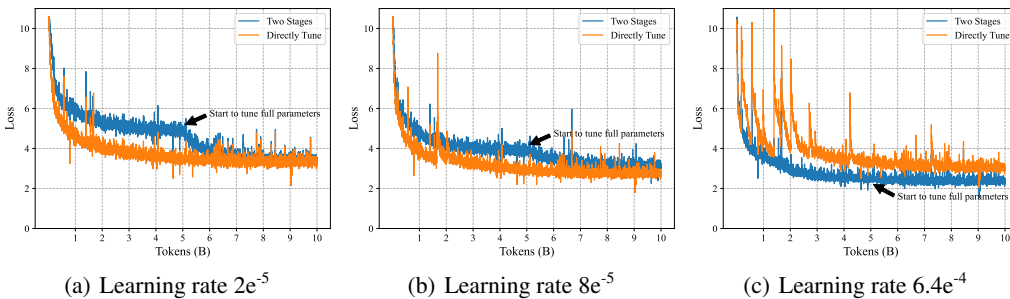 10
8
6
4
2
0
Loss
Two Stages
Directly Tune
Start to tune full parameters
1 2 3 4 5 6 7 8 9 10
Tokens (B)
(a) Learning rate 2e⁻⁵
10
8
6
4
2
0
Loss
Two Stages
Directly Tune
Start to tune full parameters
1 2 3 4 5 6 7 8 9 10
Tokens (B)
(b) Learning rate 8e⁻⁵
10
8
6
4
2
0
Loss
Two Stages
Directly Tune
Start to tune full parameters
1 2 3 4 5 6 7 8 9 10
Tokens (B)
(c) Learning rate 6.4e⁻⁴